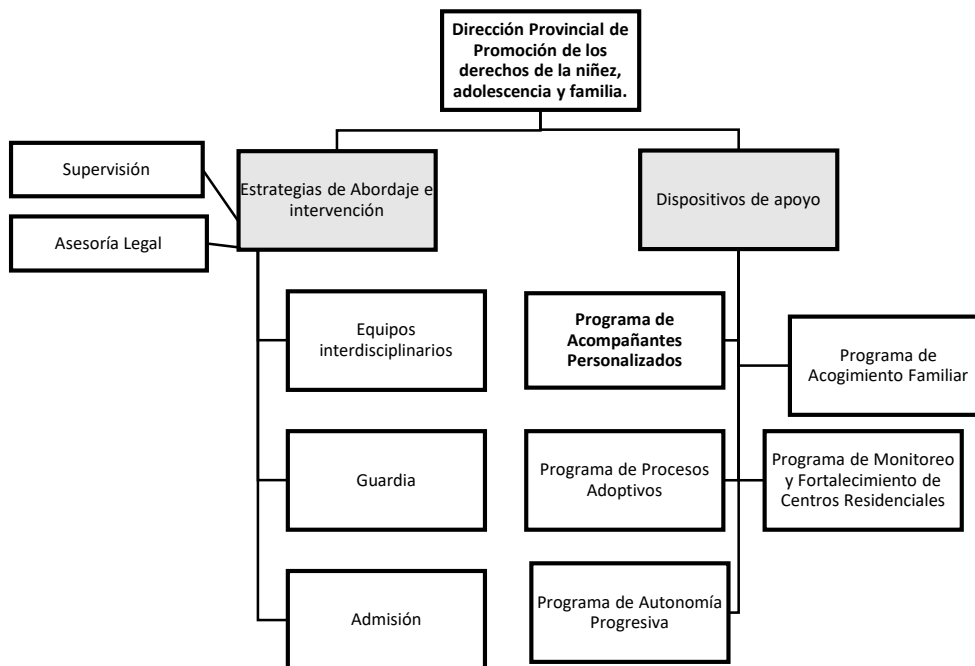 Dirección Provincial de
Promoción de los
derechos de la niñez,
adolescencia y familia.
Supervisión
Asesoría Legal
Estrategias de Abordaje e
intervención
Dispositivos de apoyo
Equipos
interdisciplinarios
Guardia
Admisión
Programa de
Acompañantes
Personalizados
Programa de
Acogimiento Familiar
Programa de Procesos
Adoptivos
Programa de Monitoreo
y Fortalecimiento de
Centros Residenciales
Programa de Autonomía
Progresiva